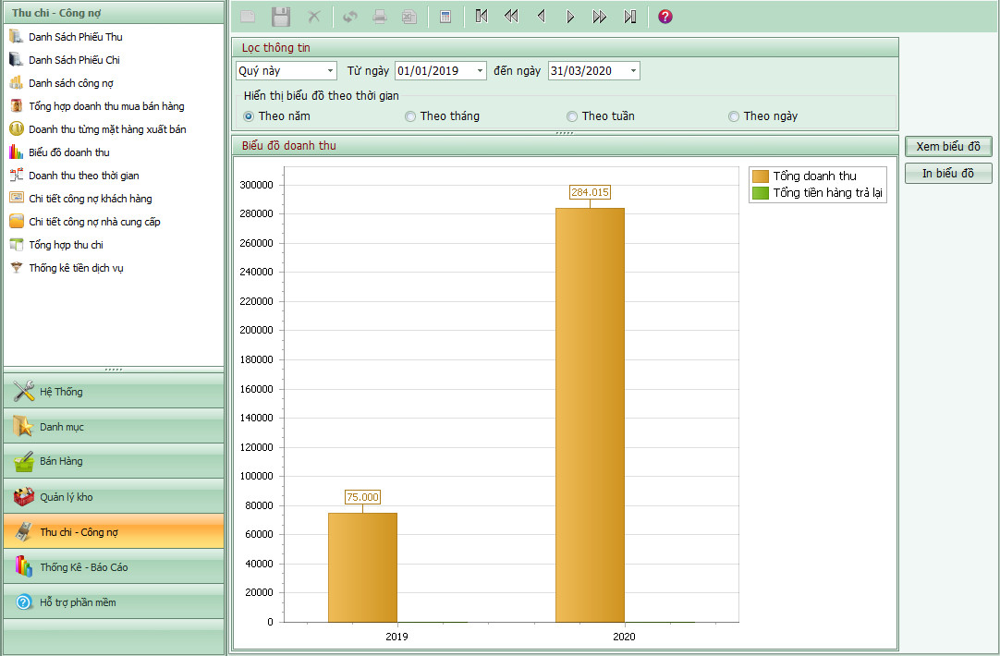 Thu chi - Công nợ
Danh Sách Phiếu Thu
Danh Sách Phiếu Chi
Danh sách công nợ
Tổng hợp doanh thu mua bán hàng
Doanh thu từng mặt hàng xuất bán
Biểu đồ doanh thu
Doanh thu theo thời gian
Chi tiết công nợ khách hàng
Chi tiết công nợ nhà cung cấp
Tổng hợp thu chi
Thống kê tiền dịch vụ
Hệ Thống
Danh mục
Bán Hàng
Quản lý kho
Thu chi - Công nợ
Thống Kê - Báo Cáo
Hỗ trợ phần mềm
Lọc thông tin
Quý này Từ ngày 01/01/2019 đến ngày 31/03/2020
Hiển thị biểu đồ theo thời gian
Theo năm Theo tháng Theo tuần Theo ngày
Biểu đồ doanh thu
Xem biểu đồ
In biểu đồ
Tổng doanh thu
Tổng tiền hàng trả lại
300000
284.015
280000
260000
240000
220000
200000
180000
160000
140000
120000
100000
75.000
80000
60000
40000
20000
0
2019 2020